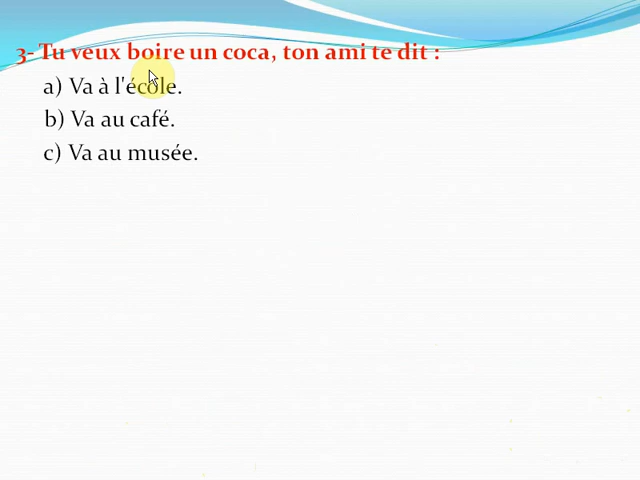 3- Tu veux boire un coca, ton ami te dit :
a) Va à l'école.
b) Va au café.
c) Va au musée.